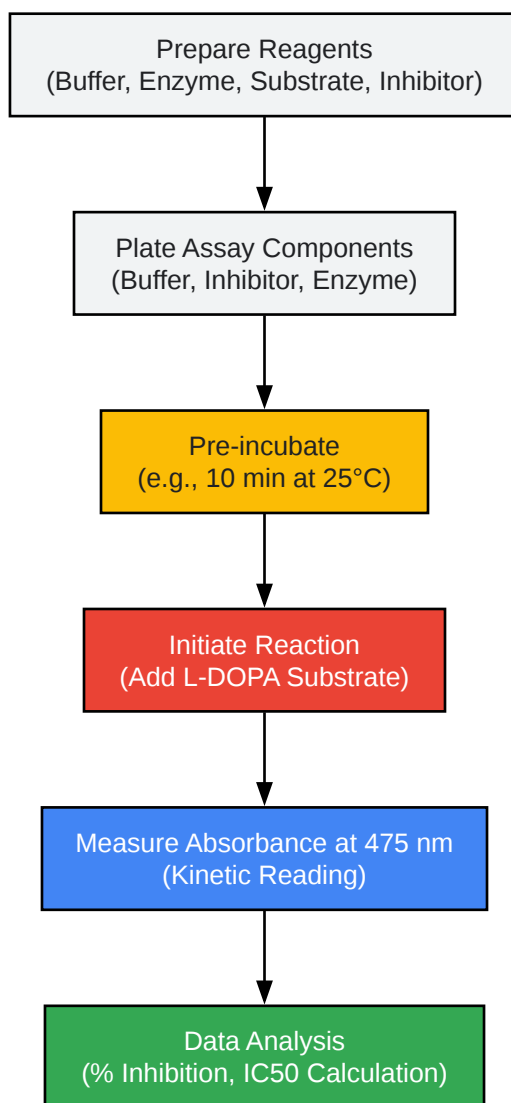 Prepare Reagents
(Buffer, Enzyme, Substrate, Inhibitor)
Plate Assay Components
(Buffer, Inhibitor, Enzyme)
Pre-incubate
(e.g., 10 min at 25°C)
Initiate Reaction
(Add L-DOPA Substrate)
Measure Absorbance at 475 nm
(Kinetic Reading)
Data Analysis
(% Inhibition, IC50 Calculation)